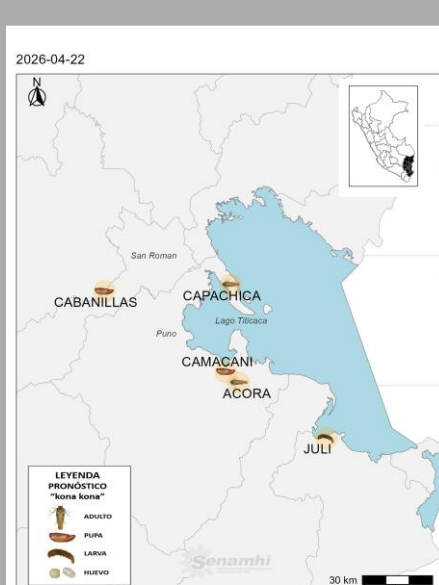 2026-04-22
N
San Roman
CABANILLAS
CAPACHICA
Lago Titicaca
Puno
CAMACANI
ACORA
JULI
LEYENDA
PRONÓSTICO
"kona kona"
ADULTO
PUPA
LARVA
HUEVO
Senamhi
30 km